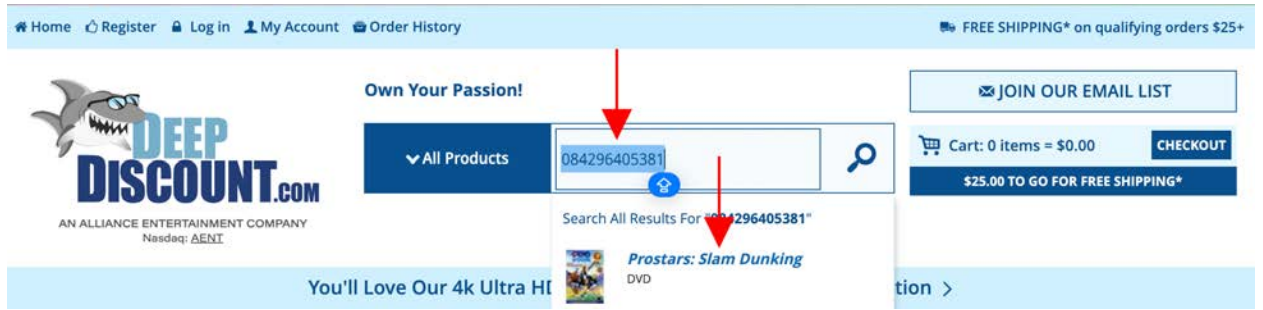 Home Register Log in My Account Order History
FREE SHIPPING* on qualifying orders $25+
DEEP
DISCOUNT.COM
AN ALLIANCE ENTERTAINMENT COMPANY
Nasdaq: AENT
Own Your Passion!
All Products
084296405381
Search All Results For "084296405381"
Prostars: Slam Dunking
DVD
JOIN OUR EMAIL LIST
Cart: 0 items = $0.00 CHECKOUT
$25.00 TO GO FOR FREE SHIPPING*
You'll Love Our 4k Ultra HD
tion >